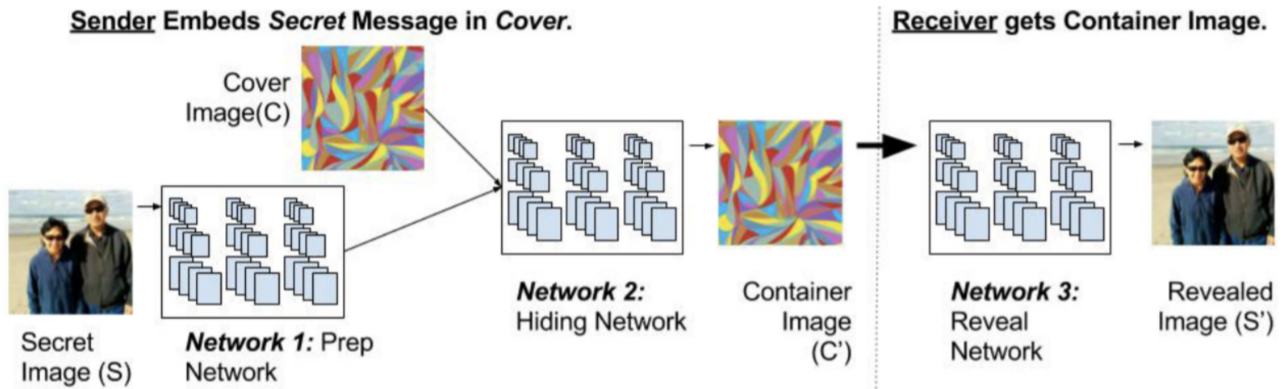 Sender Embeds Secret Message in Cover.
Receiver gets Container Image.
Cover
Image(C)
Secret
Image (S)
Network 1: Prep
Network
Network 2:
Hiding Network
Container
Image
(C')
Network 3:
Reveal
Network
Revealed
Image (S')